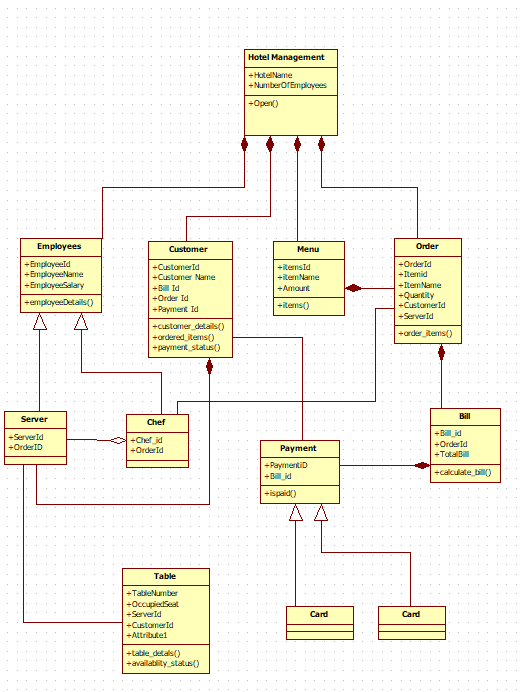 Hotel Management
+HotelName
+NumberOfEmployees
+Open()
Employees
+EmployeeId
+EmployeeName
+EmployeeSalary
+employeeDetails()
Customer
+CustomerId
+Customer Name
+Bill Id
+Order Id
+Payment Id
+customer_details()
+ordered_items()
+payment_status()
Menu
+itemsId
+itemName
+Amount
+items()
Order
+OrderId
+Itemid
+ItemName
+Quantity
+CustomerId
+ServerId
+order_items()
Server
+ServerId
+OrderID
Chef
+Chef_id
+OrderId
Payment
+PaymentiD
+Bill_id
+ispaid()
Bill
+Bill_id
+OrderId
+TotalBill
+calculate_bill()
Table
+TableNumber
+OccupiedSeat
+ServerId
+CustomerId
+Attribute1
+table_detals()
+availablity_status()
Card
Card